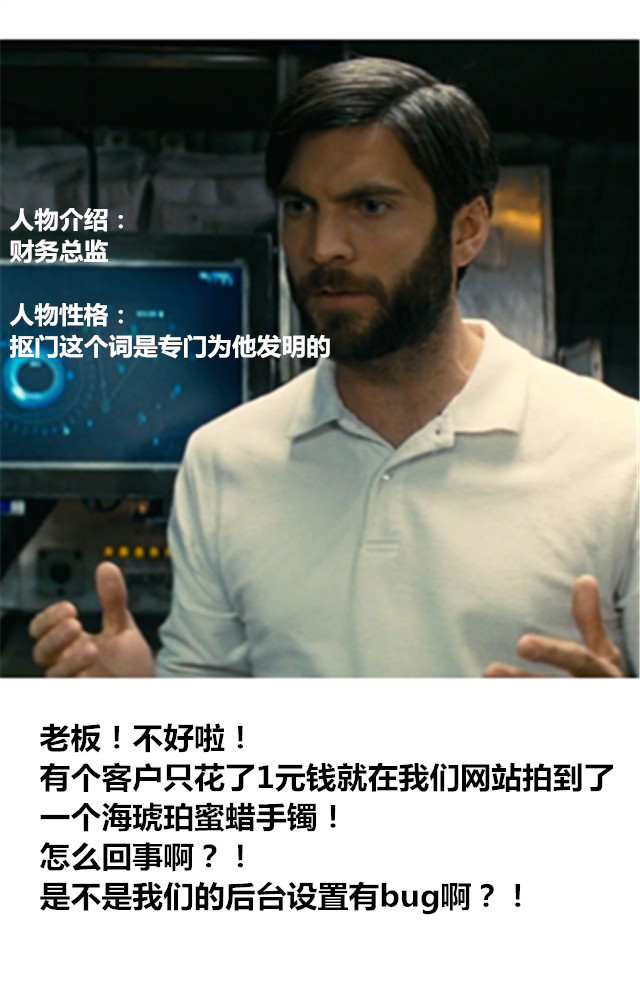 人物介绍：
财务总监
人物性格：
抠门这个词是专门为他发明的
老板！不好啦！
有个客户只花了1元钱就在我们网站拍到了
一个海琥珀蜜蜡手镯！
怎么回事啊？！
是不是我们的后台设置有bug啊？！